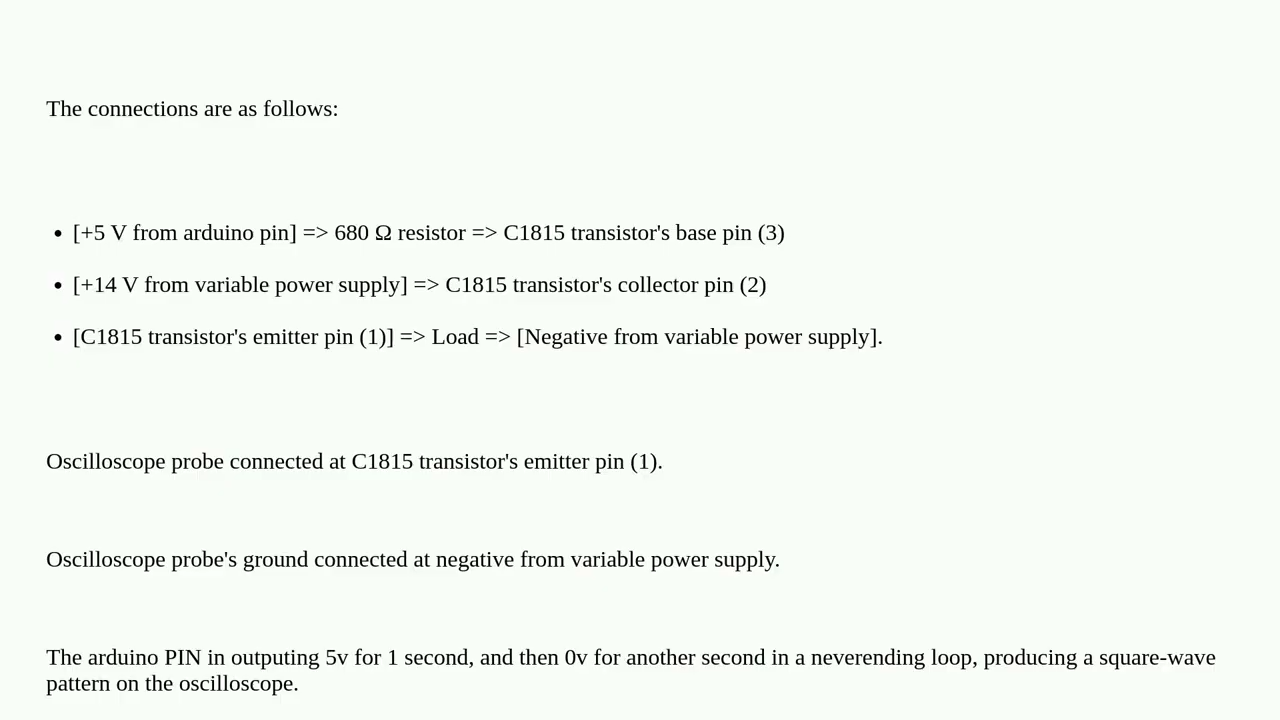 The connections are as follows:
• [+5 V from arduino pin] => 680 Ω resistor => C1815 transistor's base pin (3)
• [+14 V from variable power supply] => C1815 transistor's collector pin (2)
• [C1815 transistor's emitter pin (1)] => Load => [Negative from variable power supply].
Oscilloscope probe connected at C1815 transistor's emitter pin (1).
Oscilloscope probe's ground connected at negative from variable power supply.
The arduino PIN in outputing 5v for 1 second, and then 0v for another second in a neverending loop, producing a square-wave
pattern on the oscilloscope.